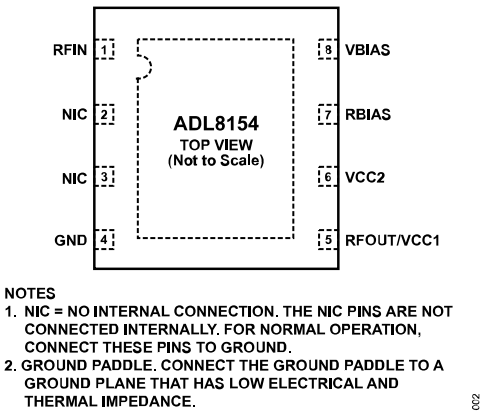 RFIN 1
8 VBIAS
NIC 2
7 RBIAS
ADL8154
TOP VIEW
(Not to Scale)
NIC 3
6 VCC2
GND 4
5 RFOUT/VCC1
NOTES
1. NIC = NO INTERNAL CONNECTION. THE NIC PINS ARE NOT
CONNECTED INTERNALLY. FOR NORMAL OPERATION,
CONNECT THESE PINS TO GROUND.
2. GROUND PADDLE. CONNECT THE GROUND PADDLE TO A
GROUND PLANE THAT HAS LOW ELECTRICAL AND
THERMAL IMPEDANCE.
002